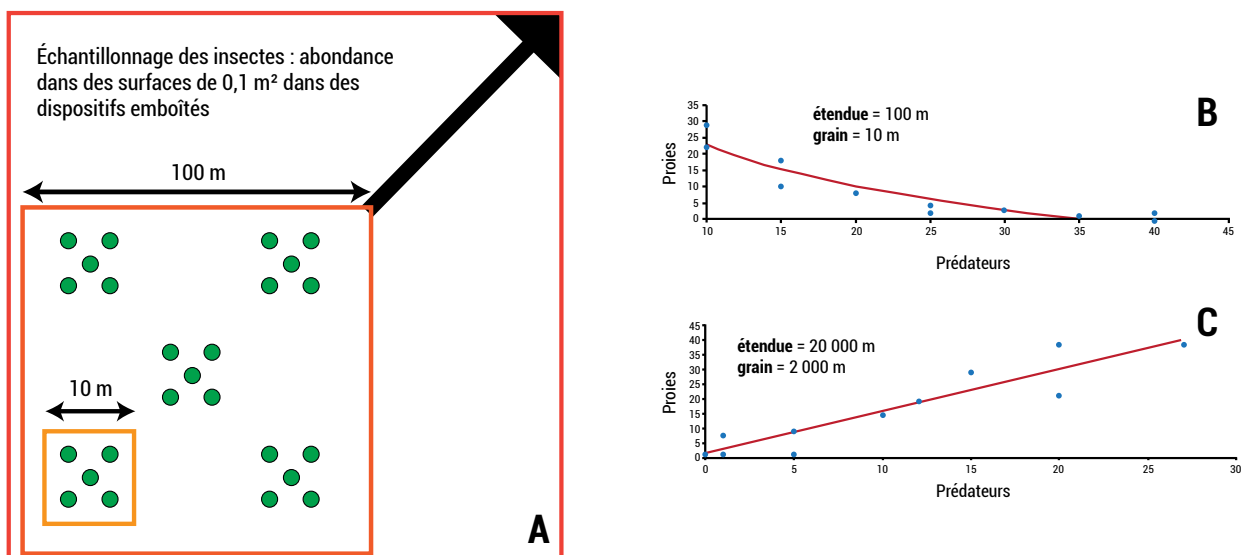 Échantillonnage des insectes : abondance
dans des surfaces de 0,1 m² dans des
dispositifs emboîtés
100 m
10 m
A
B
étendue = 100 m
grain = 10 m
Proies
35
30
25
20
15
10
5
0
10 15 20 25 30 35 40 45
Prédateurs
C
étendue = 20 000 m
grain = 2 000 m
Proies
45
40
35
30
25
20
15
10
5
0
0 5 10 15 20 25 30
Prédateurs